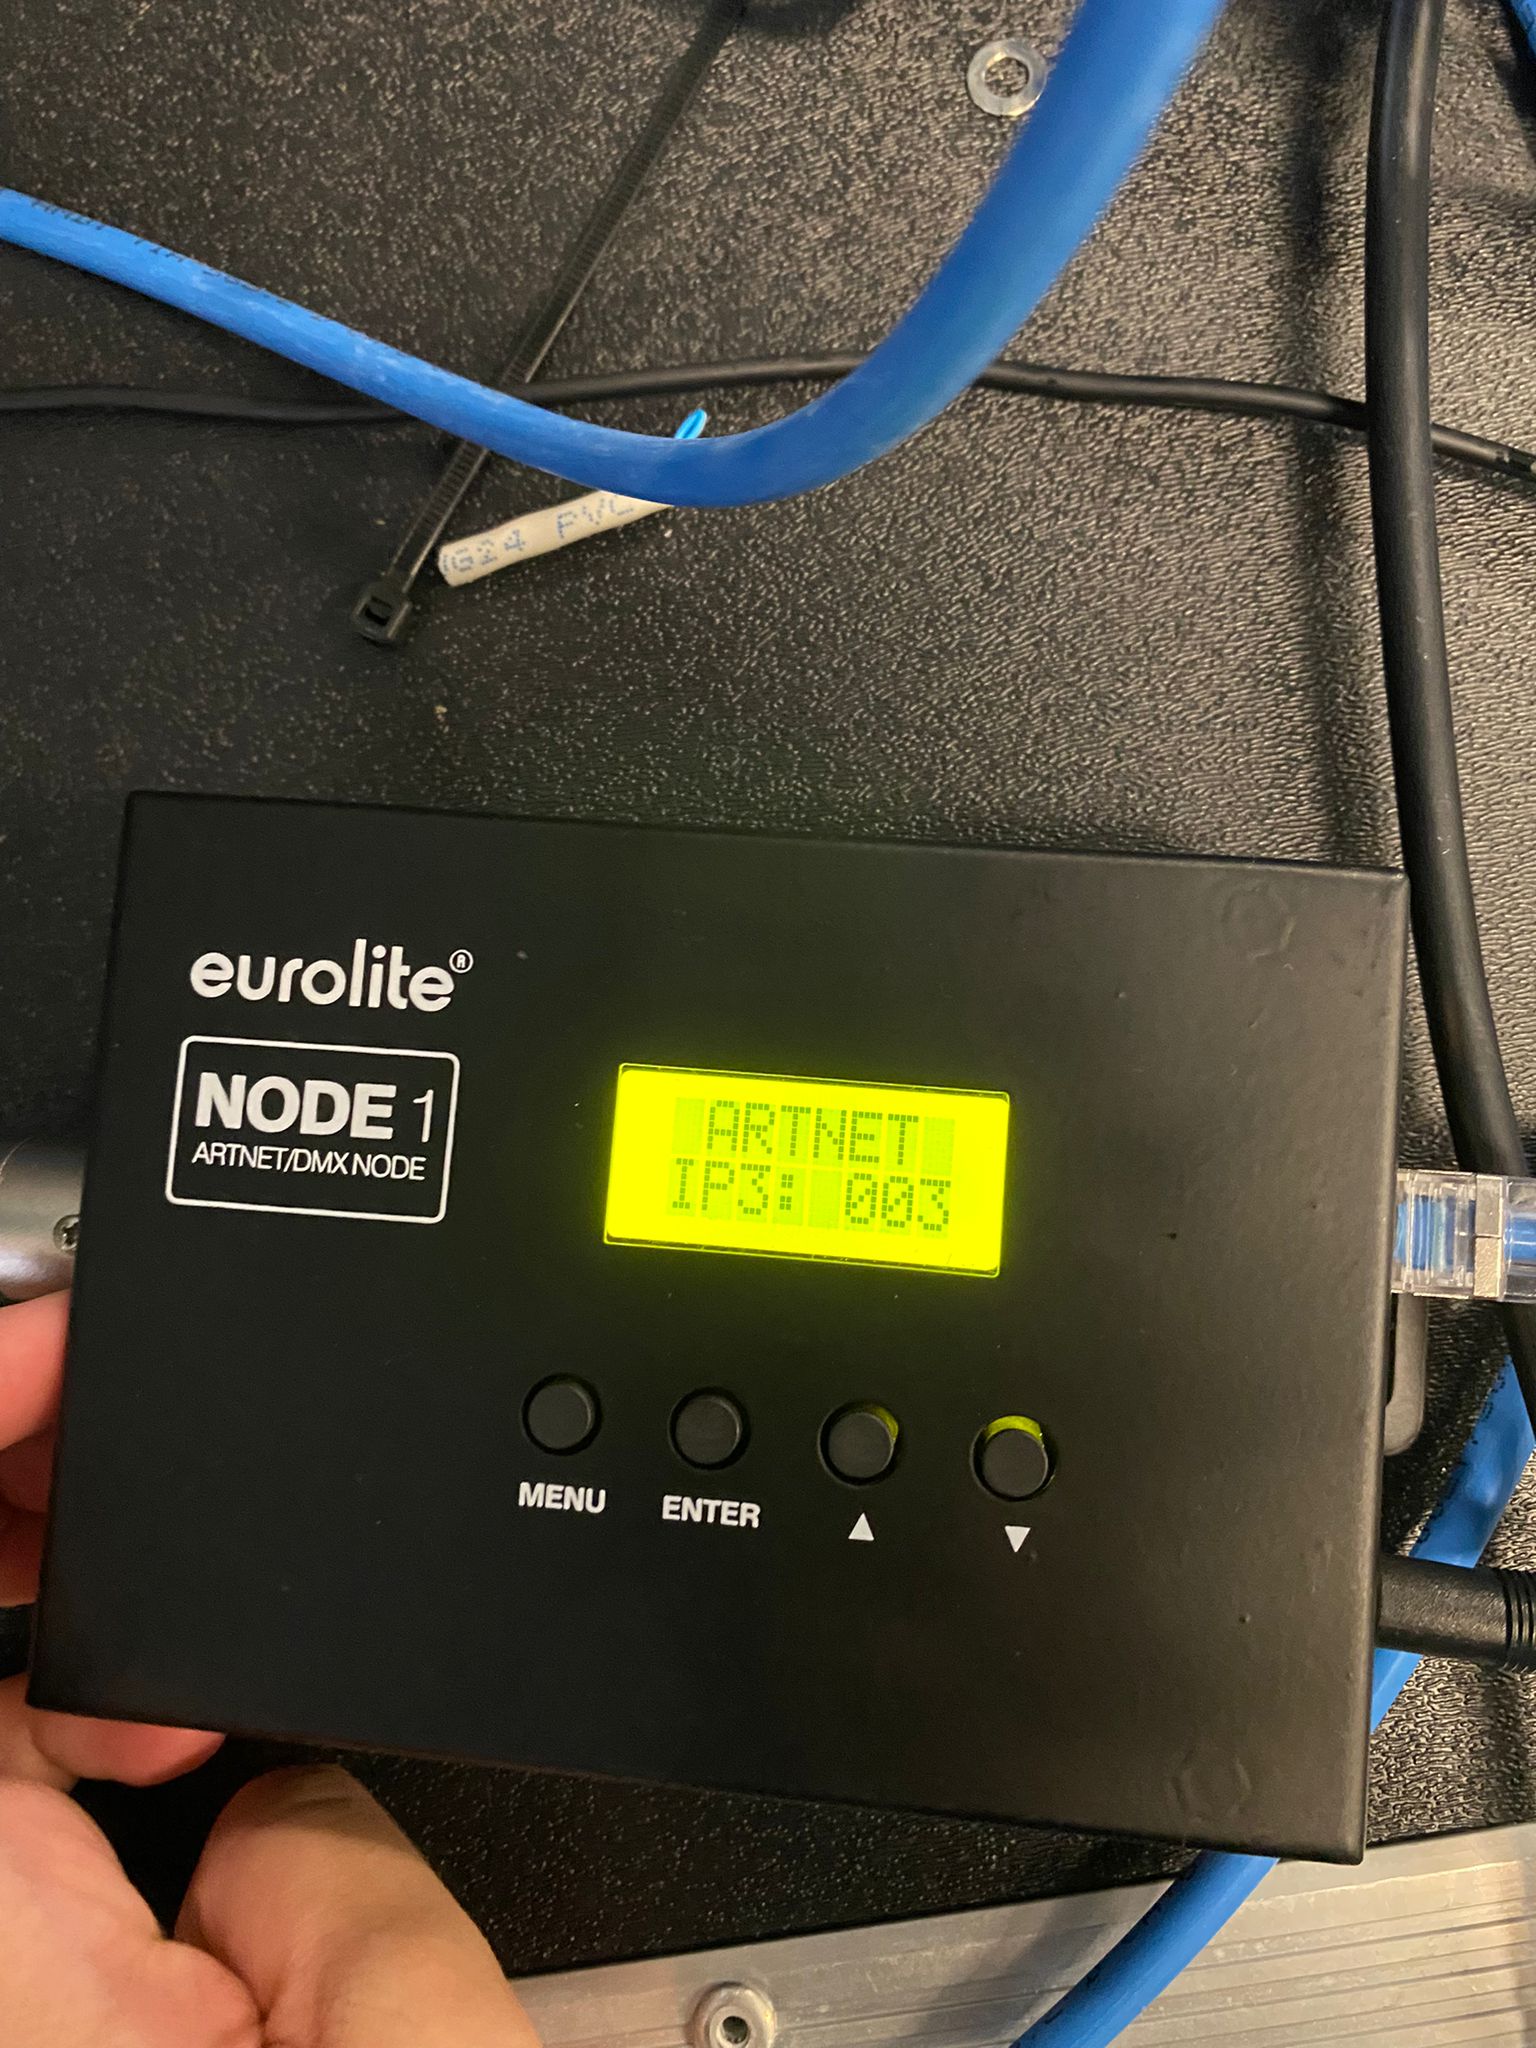 G24 PVC
eurolite®
NODE 1
ARTNET/DMX NODE
ARTNET
IP3: 003
MENU
ENTER
▲
▼